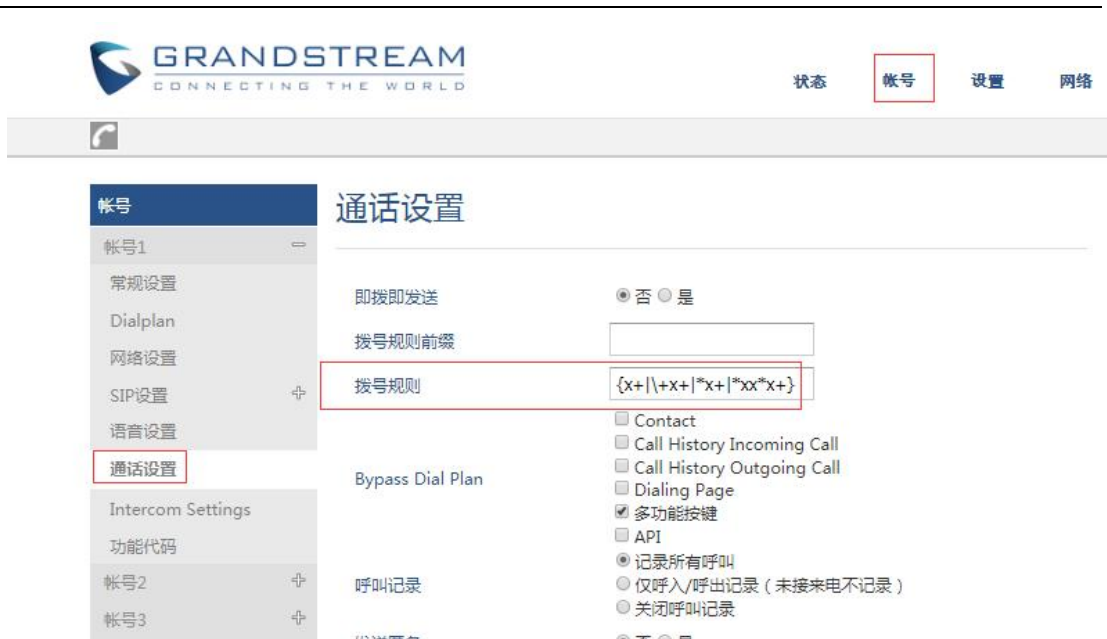 GRANDSTREAM
CONNECTING THE WORLD
状态 帐号 设置 网络
帐号
帐号1
常规设置
Dialplan
网络设置
SIP设置
语音设置
通话设置
Intercom Settings
功能代码
帐号2
帐号3
通话设置
即拨即发送 否 是
拨号规则前缀
拨号规则 {x+|\+x+|*x+|*xx*x+}
Bypass Dial Plan
Contact
Call History Incoming Call
Call History Outgoing Call
Dialing Page
多功能按键
API
呼叫记录
记录所有呼叫
仅呼入/呼出记录(未接来电不记录)
关闭呼叫记录